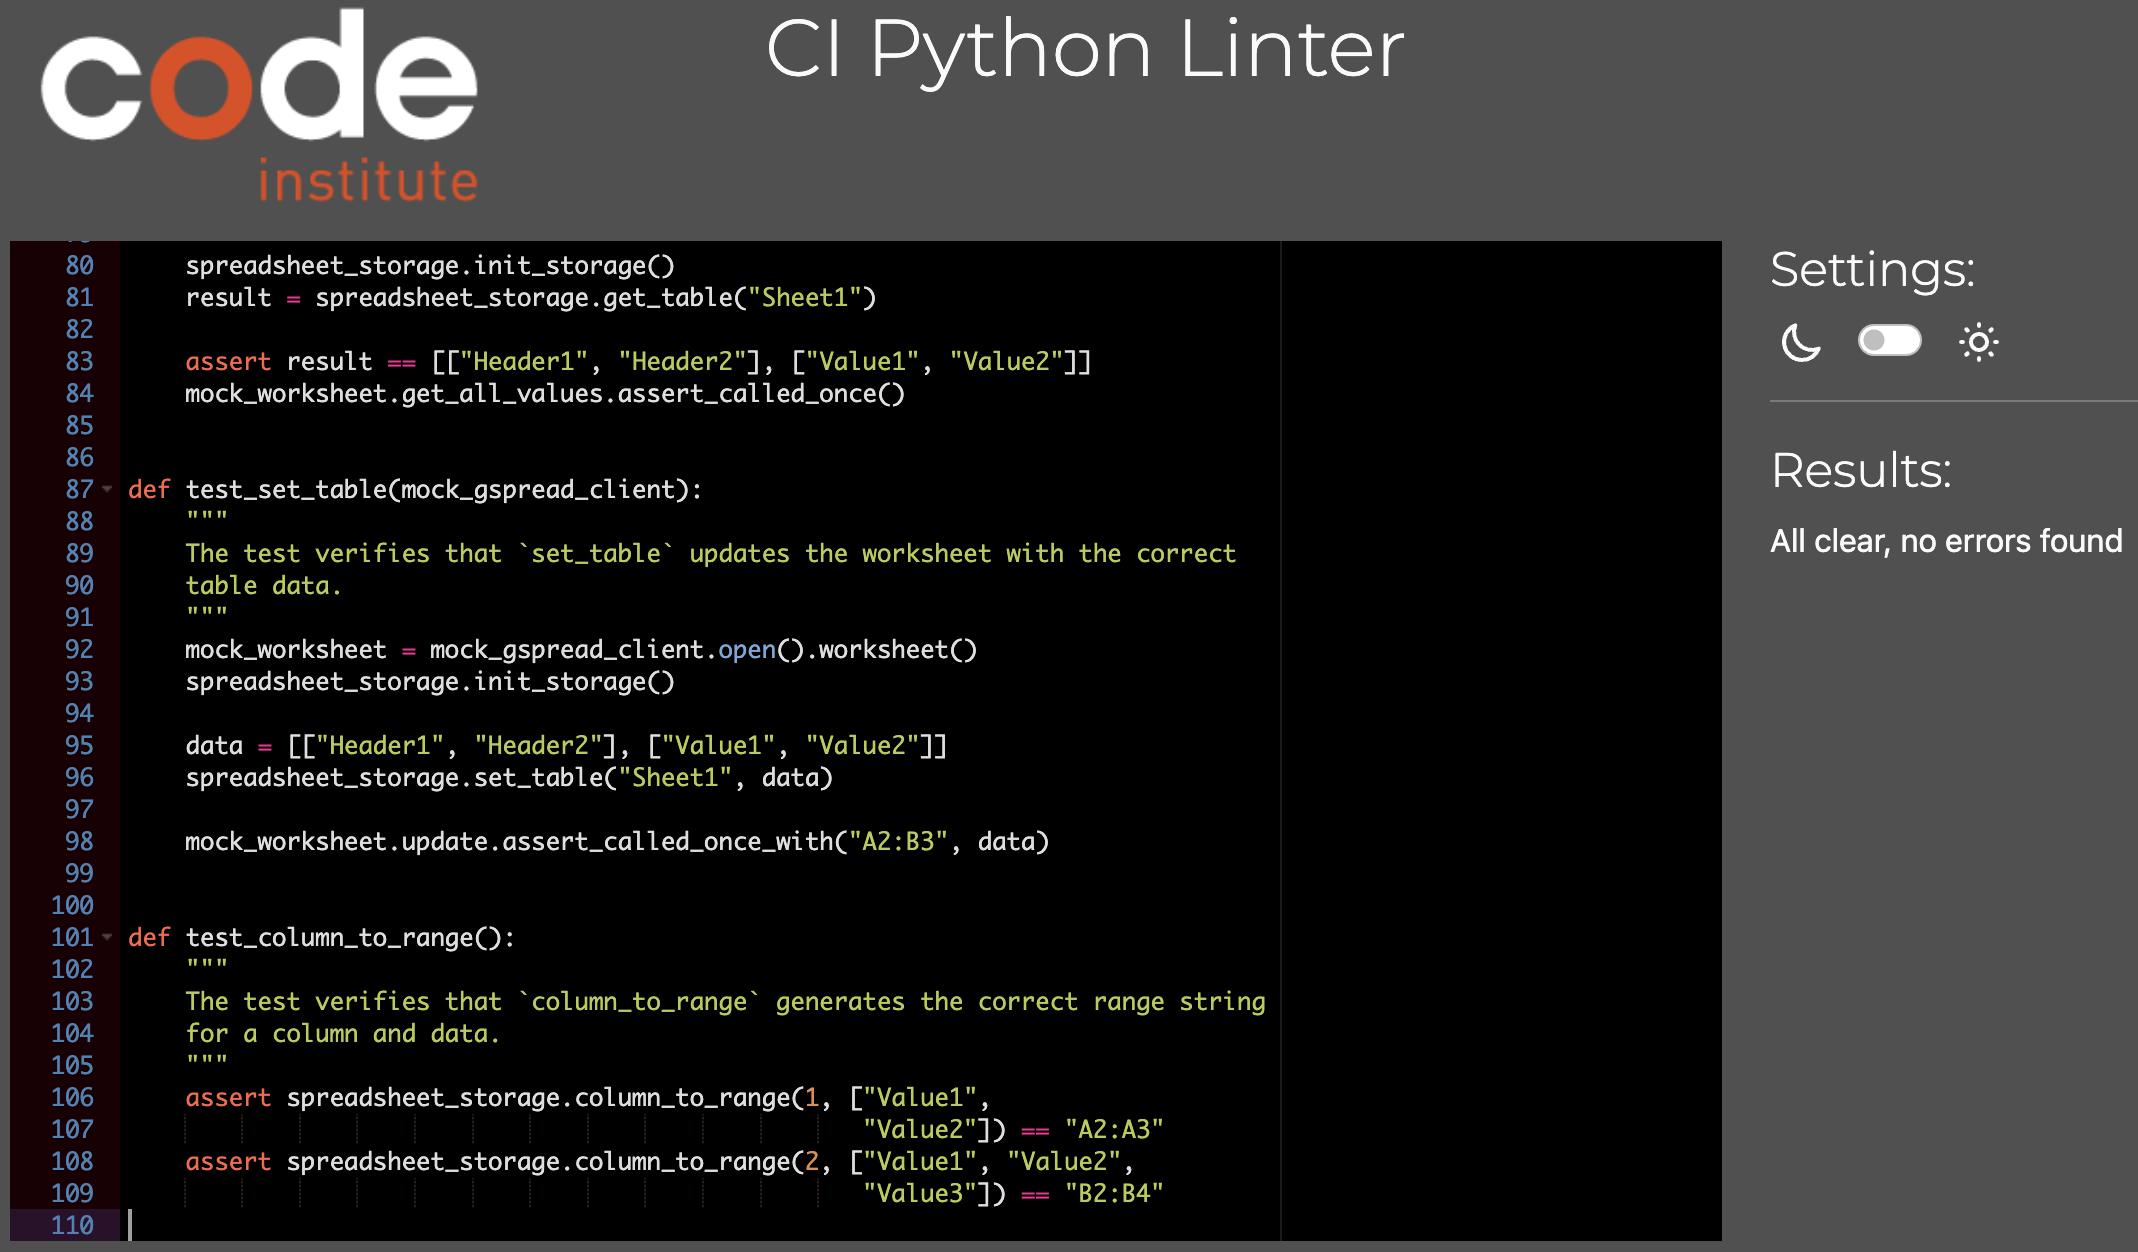 code
institute
CI Python Linter
80     spreadsheet_storage.init_storage()
81     result = spreadsheet_storage.get_table("Sheet1")
82
83     assert result == [["Header1", "Header2"], ["Value1", "Value2"]]
84     mock_worksheet.get_all_values.assert_called_once()
85
86
87 def test_set_table(mock_gspread_client):
88     """
89     The test verifies that `set_table` updates the worksheet with the correct
90     table data.
91     """
92     mock_worksheet = mock_gspread_client.open().worksheet()
93     spreadsheet_storage.init_storage()
94
95     data = [["Header1", "Header2"], ["Value1", "Value2"]]
96     spreadsheet_storage.set_table("Sheet1", data)
97
98     mock_worksheet.update.assert_called_once_with("A2:B3", data)
99
100
101 def test_column_to_range():
102     """
103     The test verifies that `column_to_range` generates the correct range string
104     for a column and data.
105     """
106     assert spreadsheet_storage.column_to_range(1, ["Value1",
107                                                    "Value2"]) == "A2:A3"
108     assert spreadsheet_storage.column_to_range(2, ["Value1", "Value2",
109                                                    "Value3"]) == "B2:B4"
110
Settings:
Results:
All clear, no errors found